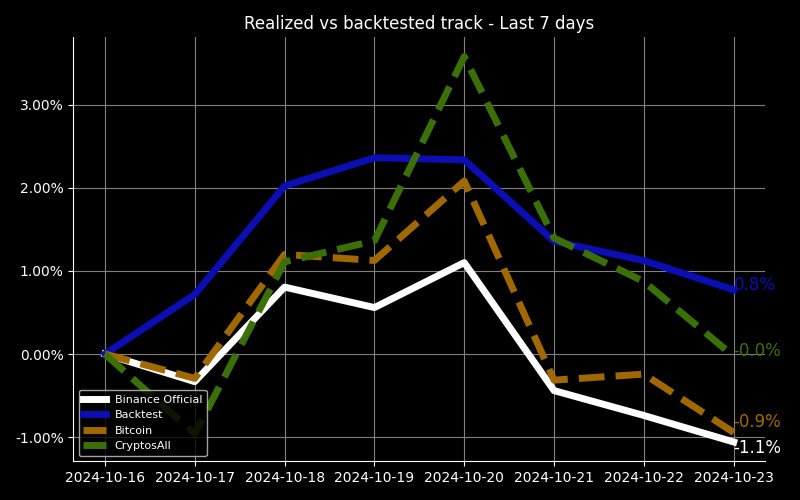 Realized vs backtested track - Last 7 days
3.00%
2.00%
1.00%
0.00%
-1.00%
0.8%
-0.0%
-0.9%
-1.1%
Binance Official
Backtest
Bitcoin
CryptosAll
2024-10-16 2024-10-17 2024-10-18 2024-10-19 2024-10-20 2024-10-21 2024-10-22 2024-10-23